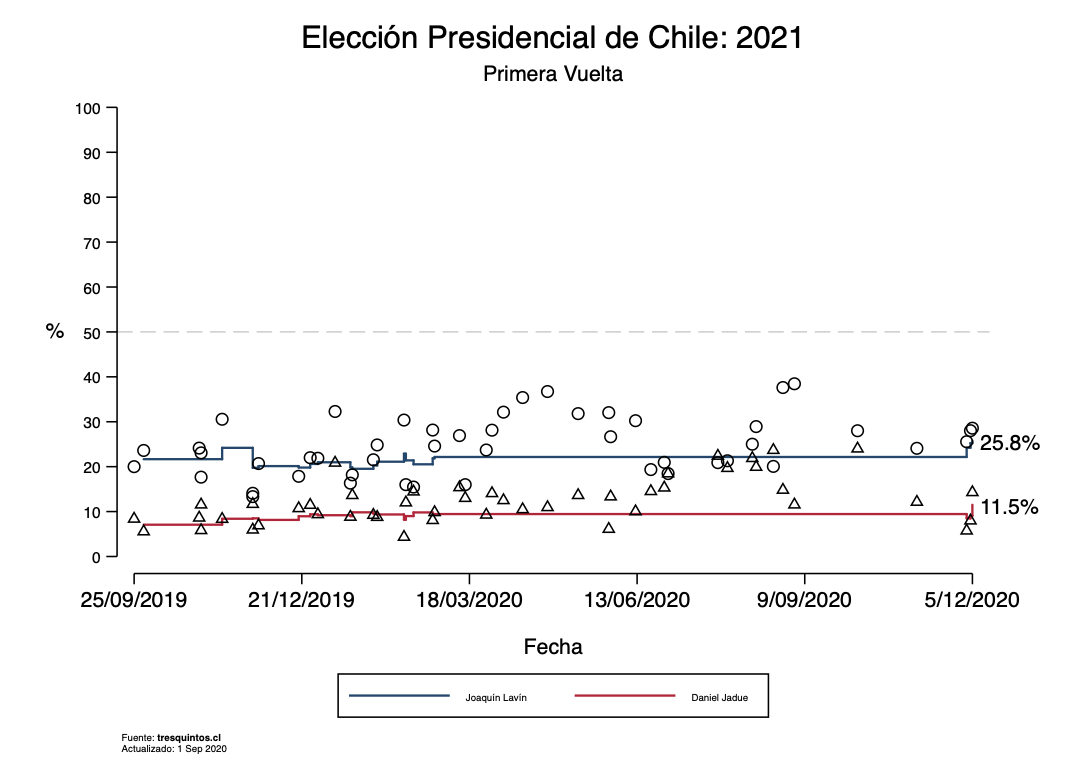 Elección Presidencial de Chile: 2021
Primera Vuelta
100
90
80
70
60
%
50
40
30
25.8%
20
11.5%
10
0
25/09/2019 21/12/2019 18/03/2020 13/06/2020 9/09/2020 5/12/2020
Fecha
Joaquín Lavín Daniel Jadue
Fuente: tresquintos.cl
Actualizado: 1 Sep 2020